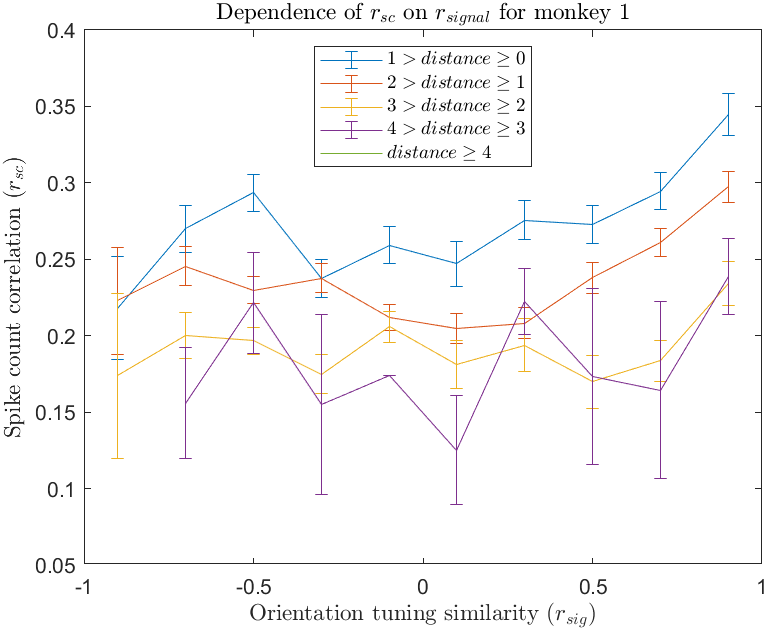 Dependence of r_sc on r_signal for monkey 1
0.4
0.35
0.3
0.25
0.2
0.15
0.1
0.05
Spike count correlation (r_sc)
1 > distance ≥ 0
2 > distance ≥ 1
3 > distance ≥ 2
4 > distance ≥ 3
distance ≥ 4
-1
-0.5
0
0.5
1
Orientation tuning similarity (r_sig)